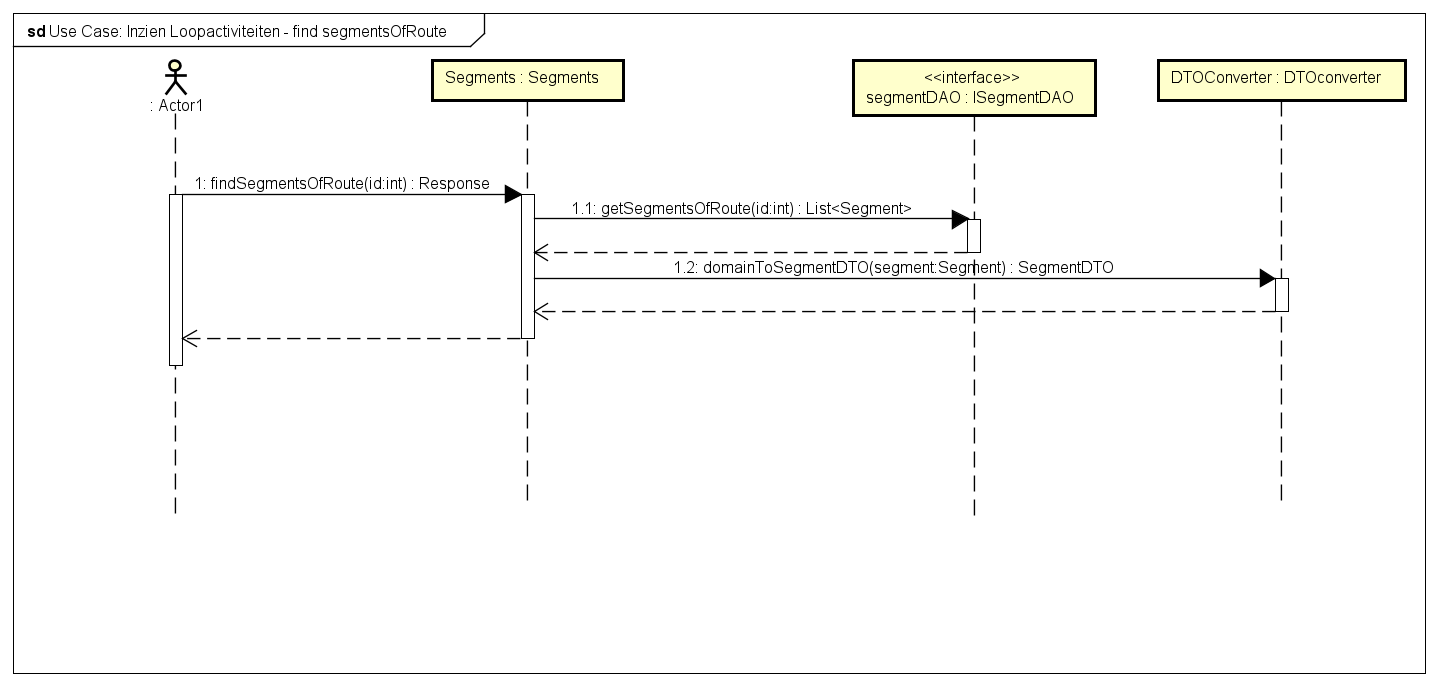 sd Use Case: Inzien Loopactiviteiten - find segmentsOfRoute
: Actor1
Segments : Segments
<<interface>>
segmentDAO : ISegmentDAO
DTOConverter : DTOconverter
1: findSegmentsOfRoute(id:int) : Response
1.1: getSegmentsOfRoute(id:int) : List<Segment>
1.2: domainToSegmentDTO(segment:Segment) : SegmentDTO